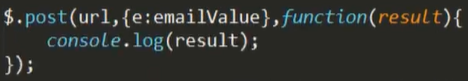 $.post(url,{e:emailValue},function(result){
    console.log(result);
});